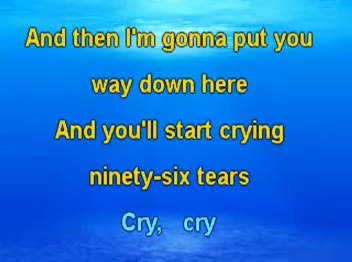 And then I'm gonna put you
way down here
And you'll start crying
ninety-six tears
Cry, cry